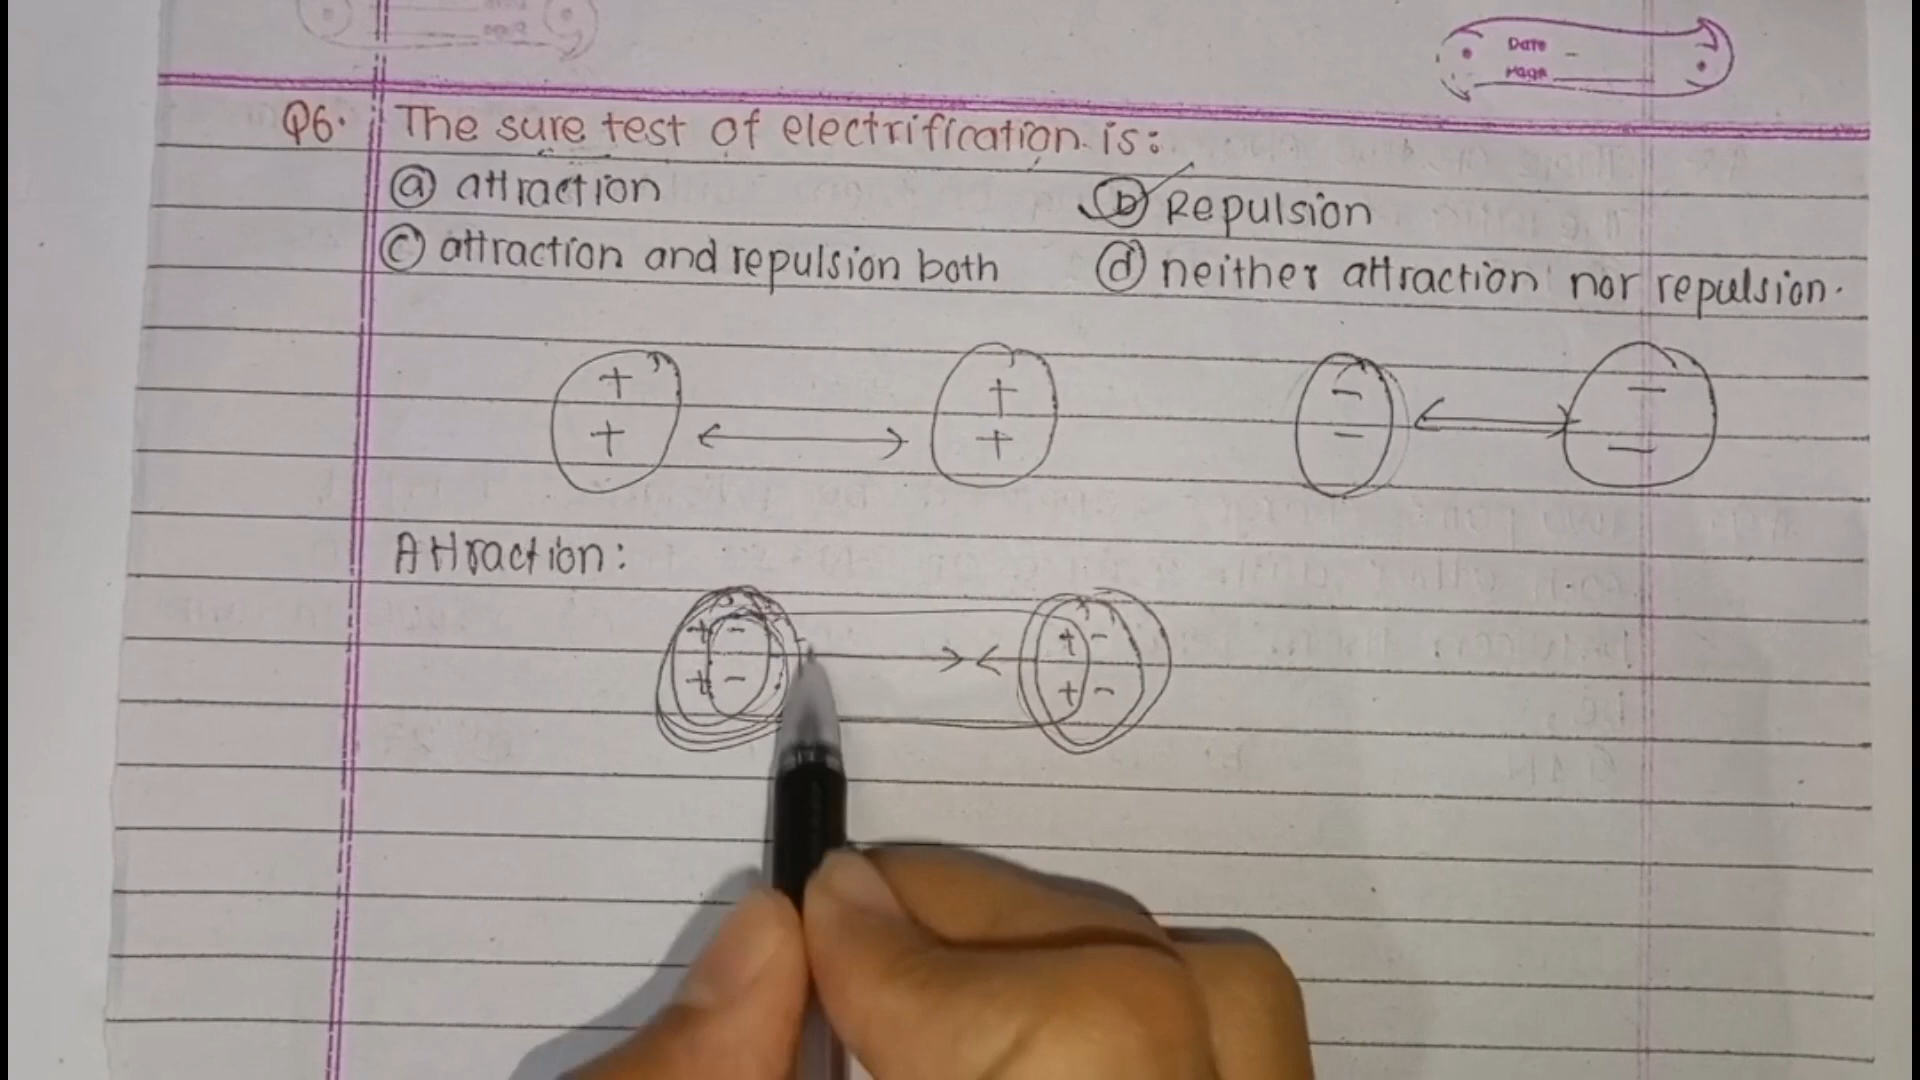 Date
Page
Q6. The sure test of electrification is:
ⓐ attraction ⓑ Repulsion
ⓒ attraction and repulsion both ⓓ neither attraction nor repulsion.
+ + - -
+ + - -
Attraction:
+ - + -
+ - + -